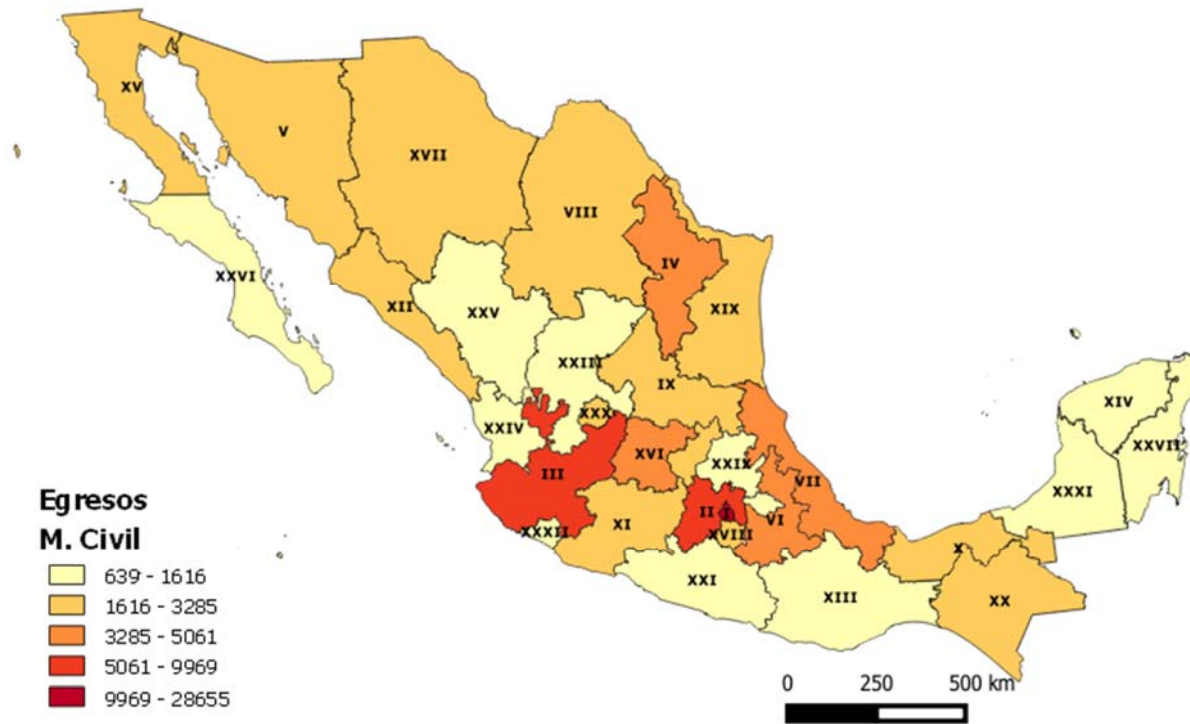 XV
V
XVII
VIII
IV
XXVI
XII
XXV
XIX
XXIII
IX
XXX
XXIV
XIV
XVI
XXIX
XXVII
III
VII
XXXI
II
I
VI
XI
XVIII
XXXII
X
XXI
XIII
XX
Egresos
M. Civil
639 - 1616
1616 - 3285
3285 - 5061
5061 - 9969
9969 - 28655
0 250 500 km